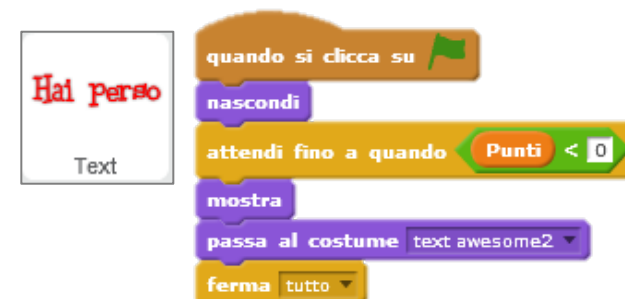 Hai perso
Text
quando si clicca su
nascondi
attendi fino a quando Punti < 0
mostra
passa al costume text awesome2
ferma tutto